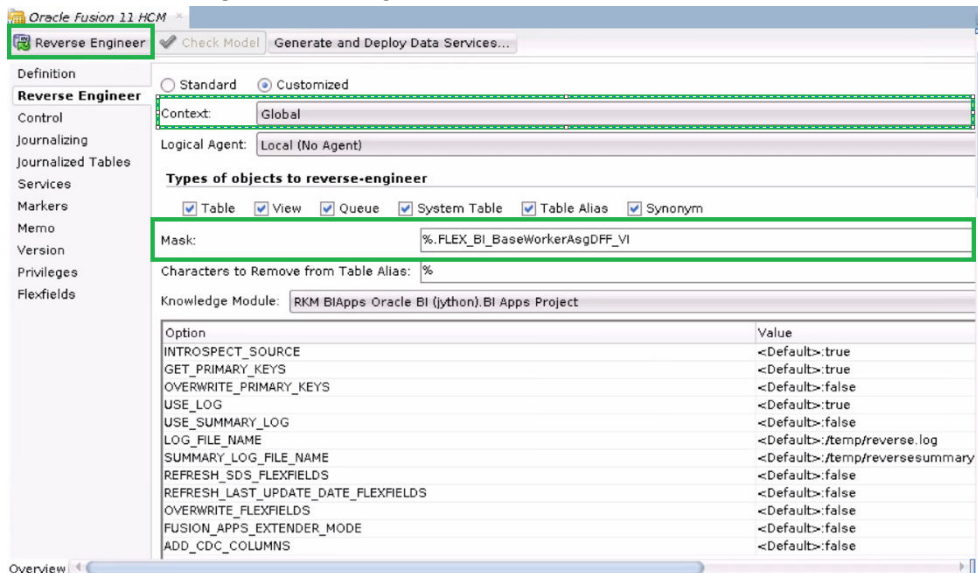 Oracle Fusion 11 HCM
Reverse Engineer Check Model Generate and Deploy Data Services...
Definition
Reverse Engineer
Control
Journalizing
Journalized Tables
Services
Markers
Memo
Version
Privileges
Flexfields
Standard Customized
Context: Global
Logical Agent: Local (No Agent)
Types of objects to reverse-engineer
Table View Queue System Table Table Alias Synonym
Mask: %.FLEX_BI_BaseWorkerAsgDFF_VI
Characters to Remove from Table Alias: %
Knowledge Module: RKM BIApps Oracle BI (jython).BI Apps Project
Option Value
INTROSPECT_SOURCE <Default>:true
GET_PRIMARY_KEYS <Default>:true
OVERWRITE_PRIMARY_KEYS <Default>:false
USE_LOG <Default>:true
USE_SUMMARY_LOG <Default>:false
LOG_FILE_NAME <Default>:/temp/reverse.log
SUMMARY_LOG_FILE_NAME <Default>:/temp/reversesummary
REFRESH_SDS_FLEXFIELDS <Default>:false
REFRESH_LAST_UPDATE_DATE_FLEXFIELDS <Default>:false
OVERWRITE_FLEXFIELDS <Default>:false
FUSION_APPS_EXTENDER_MODE <Default>:false
ADD_CDC_COLUMNS <Default>:false
Overview